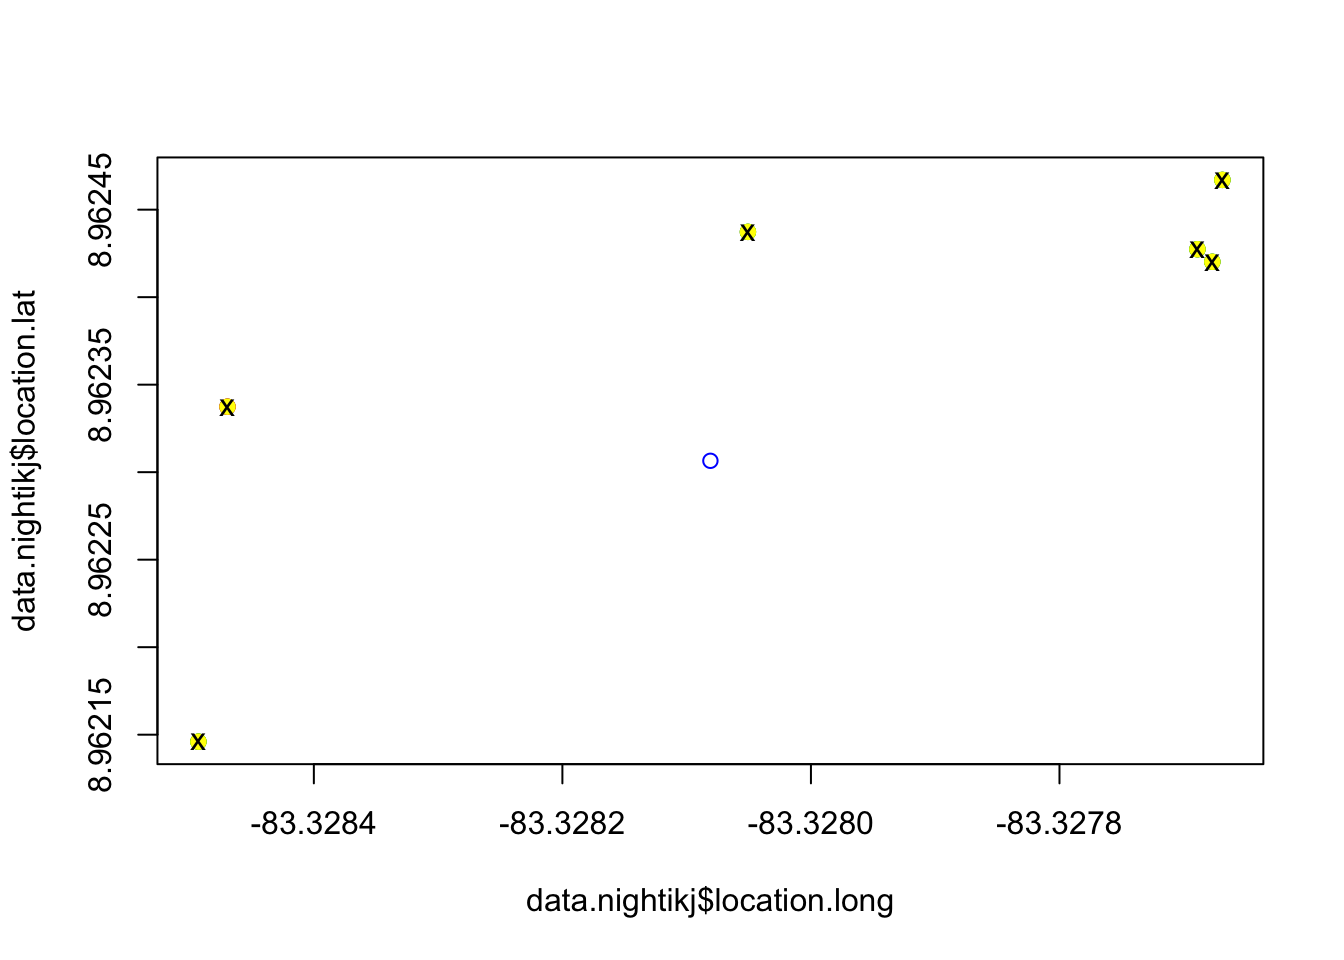 data.nightikj$location.lat
8.96245
8.96235
8.96225
8.96215
x
x
x
x
x
x
-83.3284 -83.3282 -83.3280 -83.3278
data.nightikj$location.long